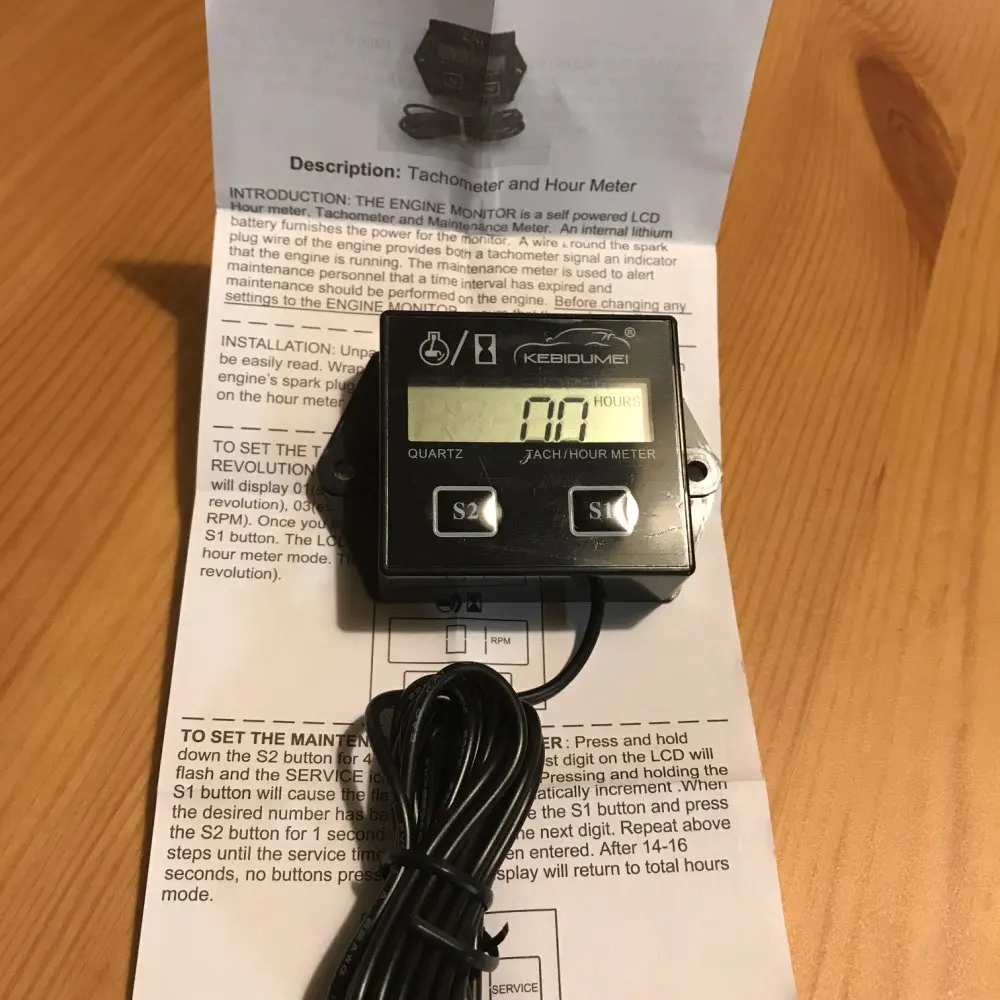 Description: Tachometer and Hour Meter
INTRODUCTION: THE ENGINE MONITOR is a self powered LCD
Hour meter, Tachometer and Maintenance Meter. An internal lithium
battery furnishes the power for the monitor. A wire around the spark
plug wire of the engine provides both a tachometer signal an indicator
that the engine is running. The maintenance meter is used to alert
maintenance personnel that a time interval has expired and
maintenance should be performed on the engine. Before changing any
settings to the ENGINE MONITOR
INSTALLATION:
be easily read. Wrap
engine's spark plug
on the hour meter
KEBIDUMEI®
00 HOURS
QUARTZ TACH/HOUR METER
S2 S1
TO SET THE
REVOLUTION
will display 01
revolution), 03
RPM). Once you
S1 button. The
hour meter mode.
revolution).
01 RPM
TO SET THE MAINTEN ER : Press and hold
down the S2 button for 4 st digit on the LCD will
flash and the SERVICE Pressing and holding the
S1 button will cause the atically increment .When
the desired number has be e the S1 button and press
the S2 button for 1 second he next digit. Repeat above
steps until the service time en entered. After 14-16
seconds, no buttons press splay will return to total hours
mode.
SERVICE